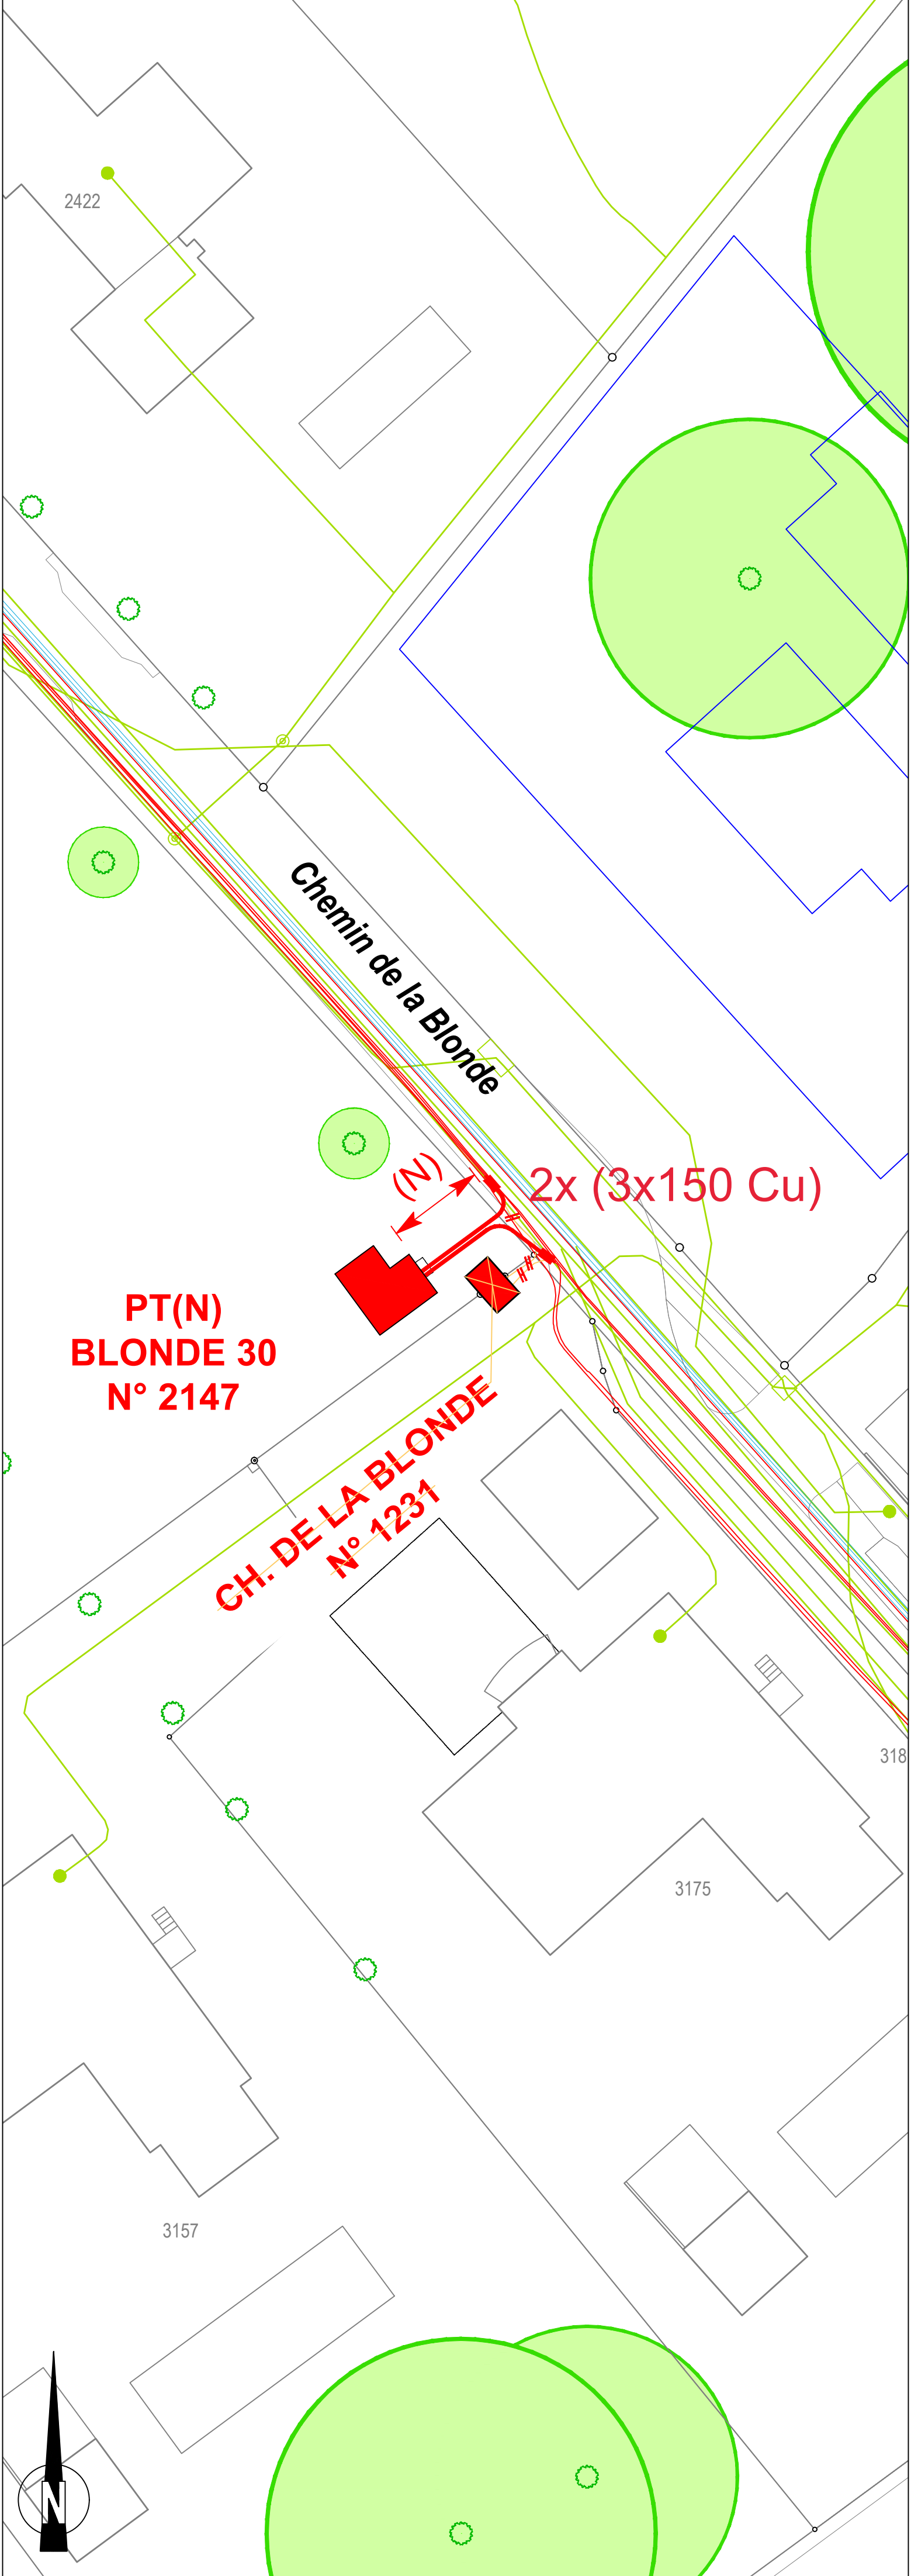 2422
Chemin de la Blonde
(N)
2x (3x150 Cu)
PT(N)
BLONDE 30
N° 2147
CH. DE LA BLONDE
N° 1231
318
3175
3157
N